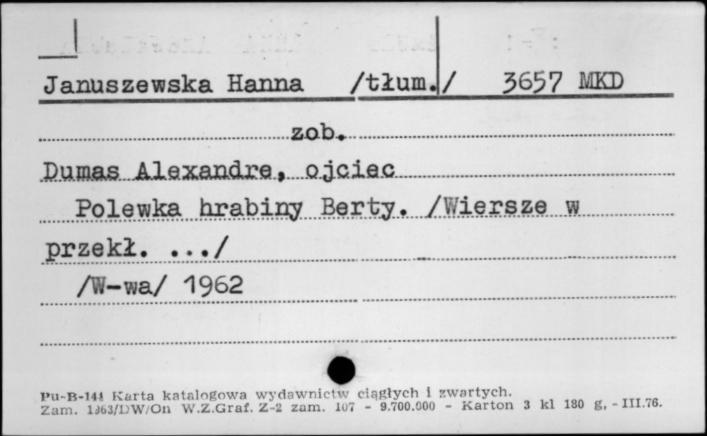 Januszewska Hanna /tłum./ 3657 MKD
zob.
Dumas Alexandre, ojciec
Polewka hrabiny Berty. /Wiersze w
przekł. .../
/W-wa/ 1962
Pu-B-144 Karta katalogowa wydawnictw ciągłych i zwartych.
Zam. 1363/DW/On W.Z.Graf. Z-2 zam. 107 - 9.700.000 - Karton 3 kl 180 g, - III.76.